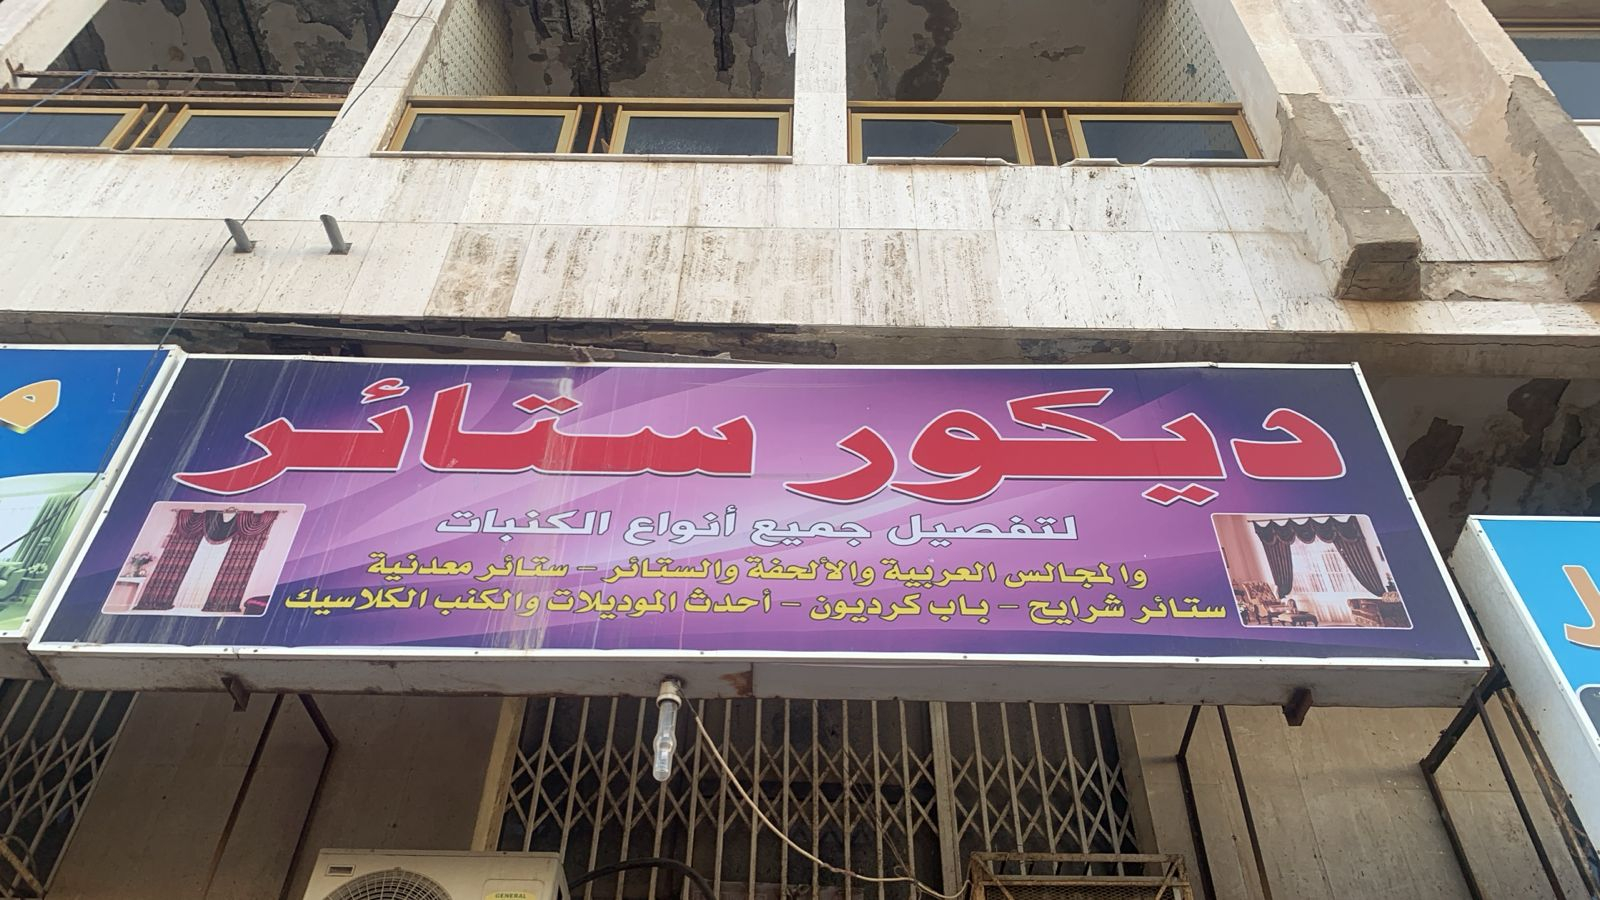 ديكور ستائر
لتفصيل جميع أنواع الكنبات
والمجالس العربية والألحفة والستائر - ستائر معدنية
ستائر شرايح - باب كرديون - أحدث الموديلات والكنب الكلاسيك
GENERAL